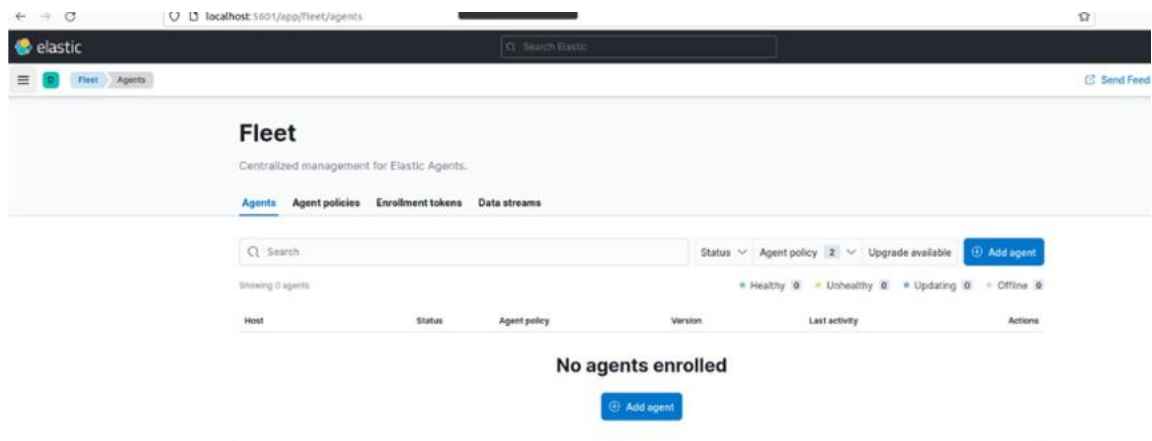 localhost:5601/app/fleet/agents
elastic
Search Elastic
D
Fleet
Agents
Send Feed
Fleet
Centralized management for Elastic Agents.
Agents Agent policies Enrollment tokens Data streams
Search
Status Agent policy 2 Upgrade available Add agent
Showing 0 agents
Healthy 0 Unhealthy 0 Updating 0 Offline 0
Host Status Agent policy Version Last activity Actions
No agents enrolled
Add agent